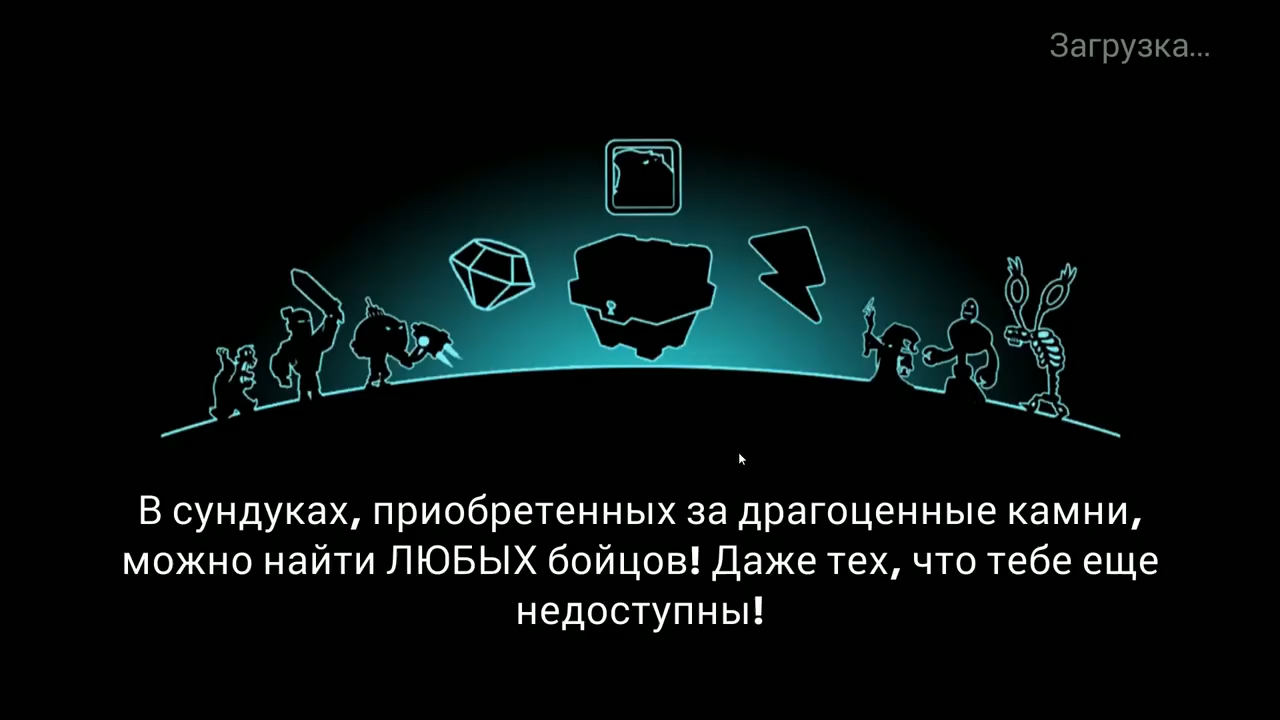 Загрузка...
В сундуках, приобретенных за драгоценные камни,
можно найти ЛЮБЫХ бойцов! Даже тех, что тебе еще
недоступны!